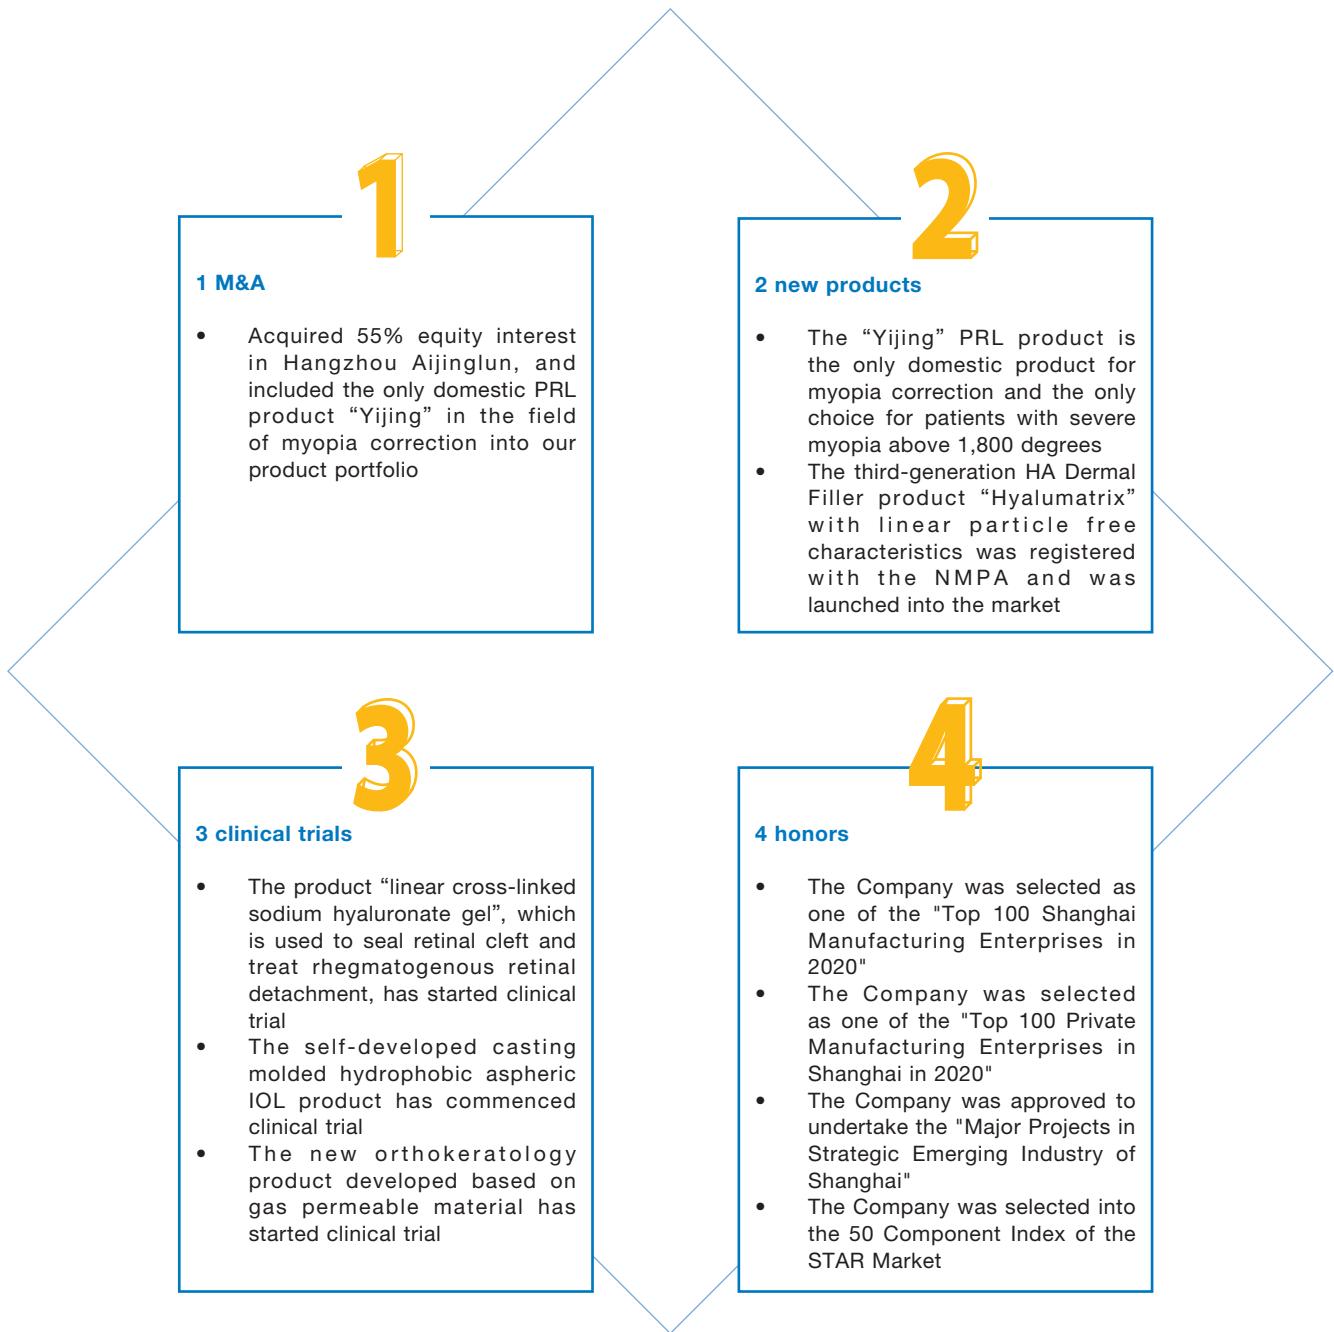 1
1 M&A
• Acquired 55% equity interest
in Hangzhou Aijinglun, and
included the only domestic PRL
product “Yijing” in the field
of myopia correction into our
product portfolio
2
2 new products
• The “Yijing” PRL product is
the only domestic product for
myopia correction and the only
choice for patients with severe
myopia above 1,800 degrees
• The third-generation HA Dermal
Filler product “Hyalumatrix”
with linear particle free
characteristics was registered
with the NMPA and was
launched into the market
3
3 clinical trials
• The product “linear cross-linked
sodium hyaluronate gel”, which
is used to seal retinal cleft and
treat rhegmatogenous retinal
detachment, has started clinical
trial
• The self-developed casting
molded hydrophobic aspheric
IOL product has commenced
clinical trial
• The new orthokeratology
product developed based on
gas permeable material has
started clinical trial
4
4 honors
• The Company was selected as
one of the "Top 100 Shanghai
Manufacturing Enterprises in
2020"
• The Company was selected
as one of the "Top 100 Private
Manufacturing Enterprises in
Shanghai in 2020"
• The Company was approved to
undertake the "Major Projects in
Strategic Emerging Industry of
Shanghai"
• The Company was selected into
the 50 Component Index of the
STAR Market